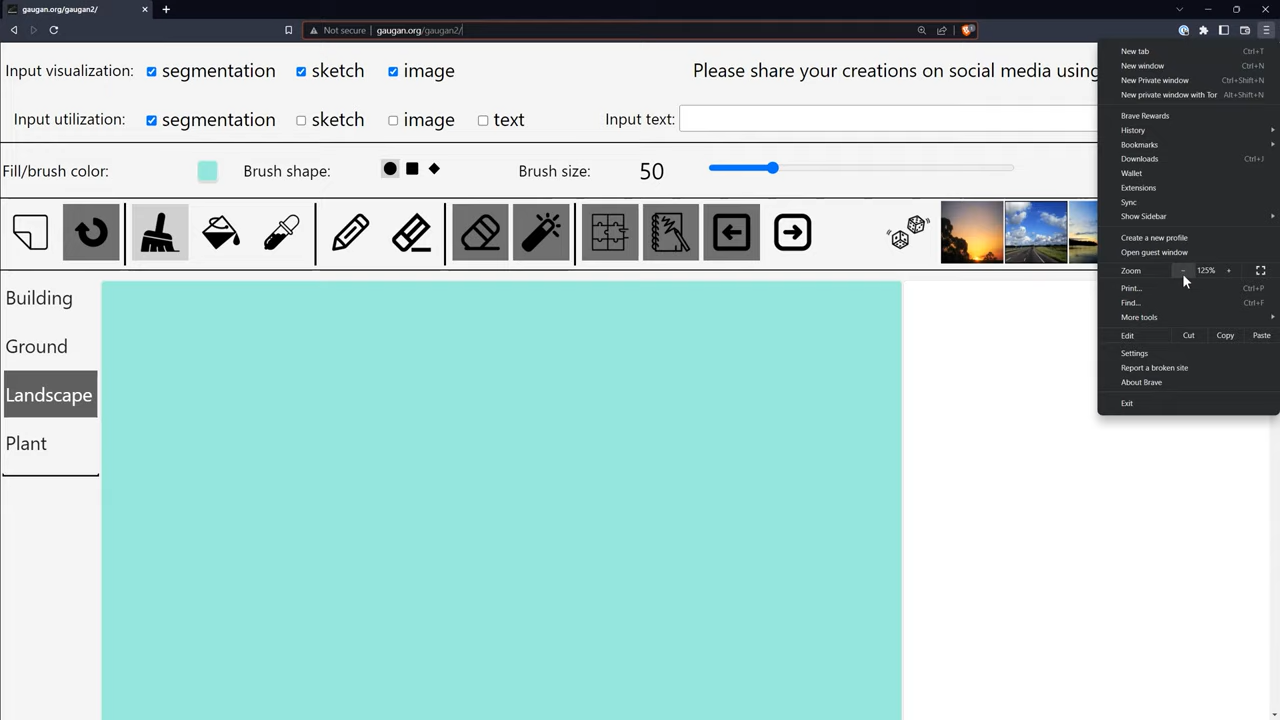 gaugan.org/gaugan2/
Not secure | gaugan.org/gaugan2/
Input visualization: segmentation sketch image
Please share your creations on social media using
Input utilization: segmentation sketch image text Input text:
Fill/brush color: Brush shape: Brush size: 50
Building
Ground
Landscape
Plant
New tab Ctrl+T
New window Ctrl+N
New Private window Ctrl+Shift+N
New private window with Tor Alt+Shift+N
Brave Rewards
History
Bookmarks
Downloads Ctrl+J
Wallet
Extensions
Sync
Show Sidebar
Create a new profile
Open guest window
Zoom − 125% +
Print... Ctrl+P
Find... Ctrl+F
More tools
Edit Cut Copy Paste
Settings
Report a broken site
About Brave
Exit